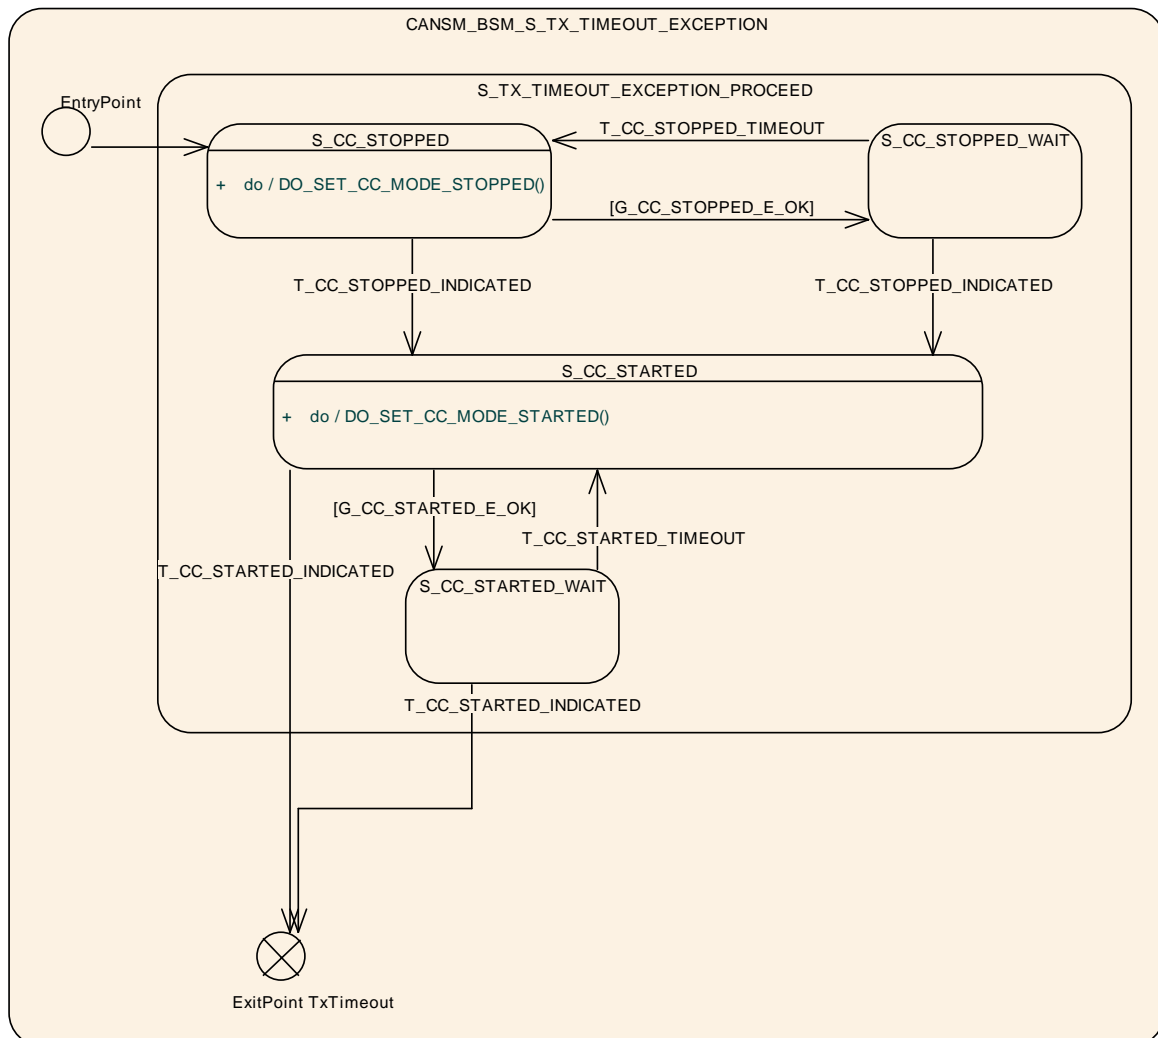 CANSM_BSM_S_TX_TIMEOUT_EXCEPTION
S_TX_TIMEOUT_EXCEPTION_PROCEED
EntryPoint
S_CC_STOPPED
T_CC_STOPPED_TIMEOUT
S_CC_STOPPED_WAIT
+ do / DO_SET_CC_MODE_STOPPED()
[G_CC_STOPPED_E_OK]
T_CC_STOPPED_INDICATED
T_CC_STOPPED_INDICATED
S_CC_STARTED
+ do / DO_SET_CC_MODE_STARTED()
[G_CC_STARTED_E_OK]
T_CC_STARTED_TIMEOUT
T_CC_STARTED_INDICATED
S_CC_STARTED_WAIT
T_CC_STARTED_INDICATED
ExitPoint TxTimeout